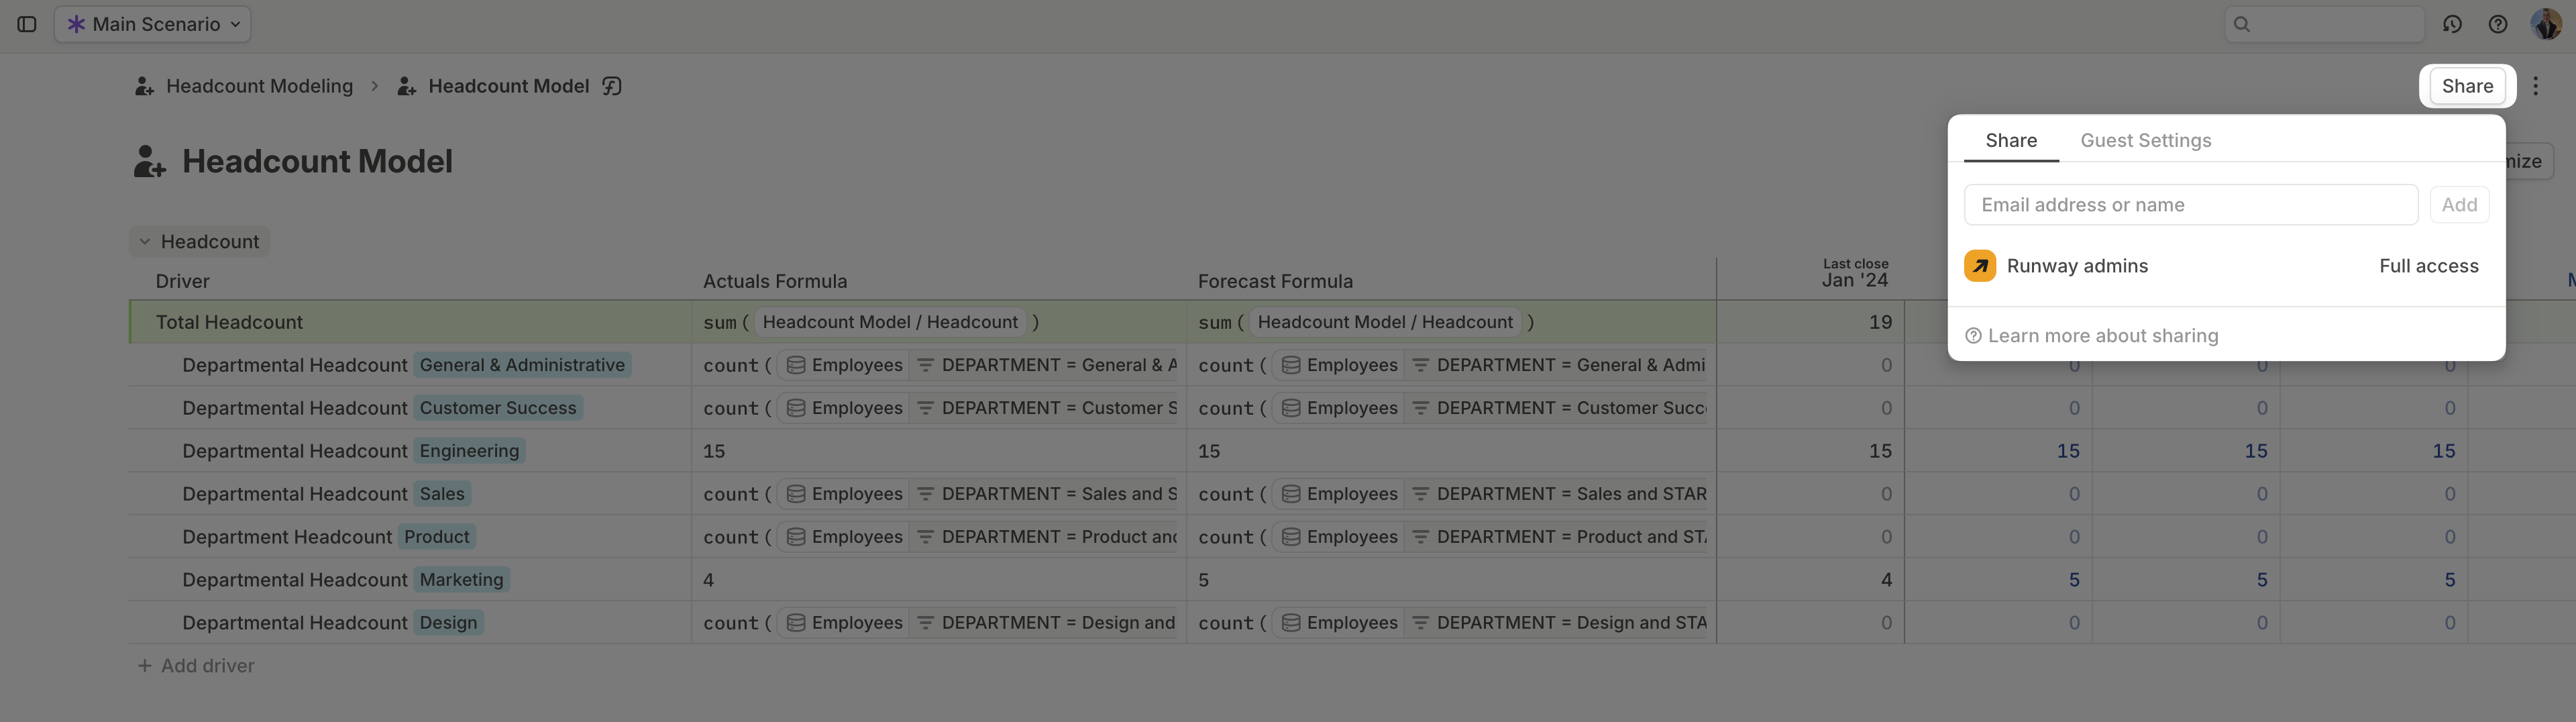 Main Scenario
Headcount Modeling > Headcount Model
Share
Headcount Model
Share Guest Settings
Email address or name Add
Runway admins Full access
Learn more about sharing
Headcount
Driver Actuals Formula Forecast Formula Last close Jan '24
Total Headcount sum ( Headcount Model / Headcount ) sum ( Headcount Model / Headcount ) 19
Departmental Headcount General & Administrative count ( Employees DEPARTMENT = General & A count ( Employees DEPARTMENT = General & Admi 0 0 0 0
Departmental Headcount Customer Success count ( Employees DEPARTMENT = Customer S count ( Employees DEPARTMENT = Customer Succ 0 0 0 0
Departmental Headcount Engineering 15 15 15 15 15 15
Departmental Headcount Sales count ( Employees DEPARTMENT = Sales and S count ( Employees DEPARTMENT = Sales and STAR 0 0 0 0
Department Headcount Product count ( Employees DEPARTMENT = Product and count ( Employees DEPARTMENT = Product and STA 0 0 0 0
Departmental Headcount Marketing 4 5 4 5 5 5
Departmental Headcount Design count ( Employees DEPARTMENT = Design and count ( Employees DEPARTMENT = Design and STA 0 0 0 0
+ Add driver